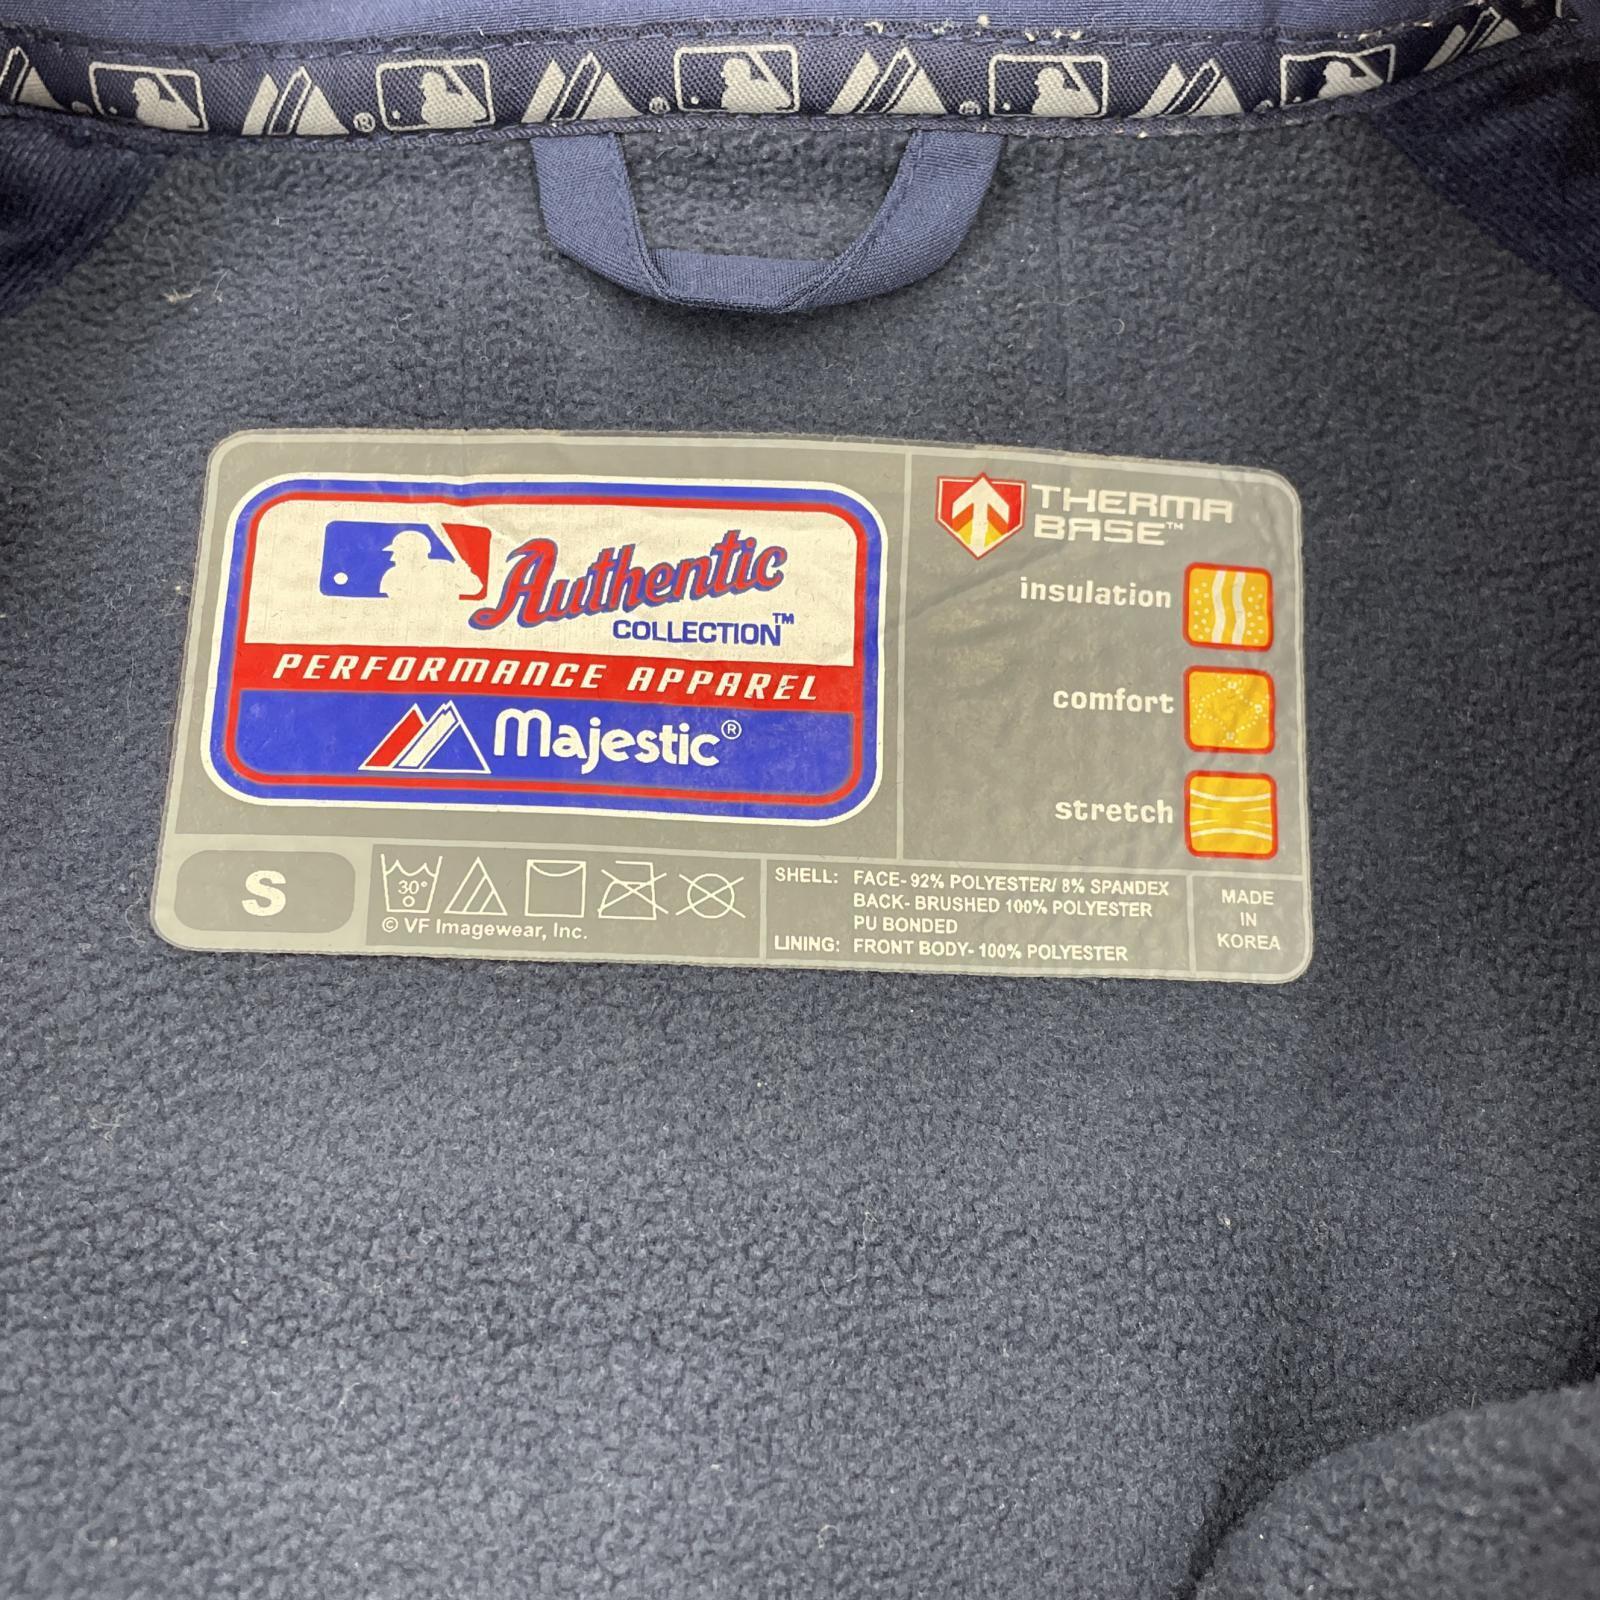 ®
®
®
Authentic
COLLECTION™
PERFORMANCE APPAREL
Majestic®
THERMA
BASE™
insulation
comfort
stretch
S
30°
© VF Imagewear, Inc.
SHELL: FACE- 92% POLYESTER/ 8% SPANDEX
BACK- BRUSHED 100% POLYESTER
PU BONDED
LINING: FRONT BODY- 100% POLYESTER
MADE
IN
KOREA